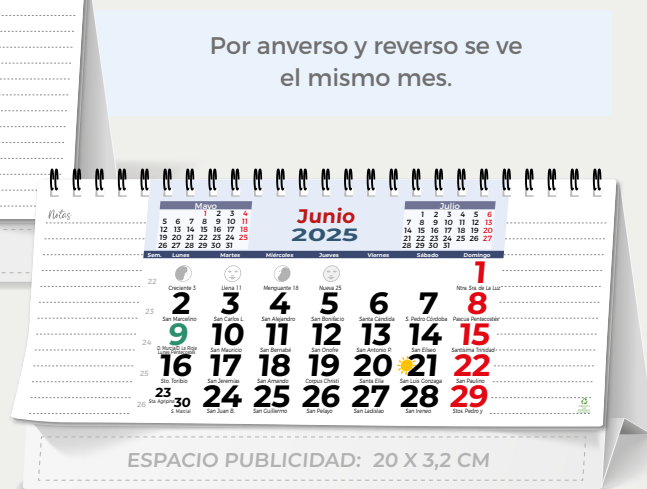 Por anverso y reverso se ve
el mismo mes.
Notas
Mayo
1 2 3 4
5 6 7 8 9 10 11
12 13 14 15 16 17 18
19 20 21 22 23 24 25
26 27 28 29 30 31
Junio
2025
Julio
1 2 3 4 5 6
7 8 9 10 11 12 13
14 15 16 17 18 19 20
21 22 23 24 25 26 27
28 29 30 31
Sem. Lunes Martes Miércoles Jueves Viernes Sábado Domingo
22 1
Creciente 3 Llena 11 Menguante 18 Nueva 25 Ntra. Sra. de La Luz
23 2 3 4 5 6 7 8
San Marcelino San Carlos L. San Alejandro San Bonifacio Santa Cándida S. Pedro Córdoba Pascua Pentecostés
24 9 10 11 12 13 14 15
D. Murcia/D. La Rioja
Lunes Pentecostés San Mauricio San Bernabé San Onofre San Antonio P. San Eliseo Santísima Trinidad
25 16 17 18 19 20 21 22
Sto. Toribio San Jeremías San Amando Corpus Christi Santa Elia San Luis Gonzaga San Paulino
26 23 30 24 25 26 27 28 29
Sta. Agripina S. Marcial San Juan B. San Guillermo San Pelayo San Ladislao San Ireneo Stos. Pedro y
ESPACIO PUBLICIDAD: 20 X 3,2 CM